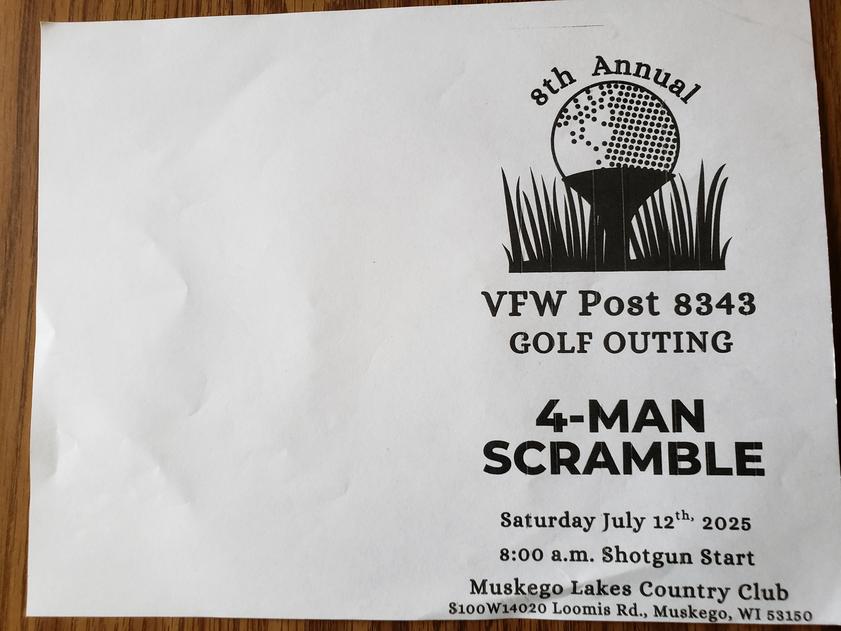 8th Annual
VFW Post 8343
GOLF OUTING
4-MAN
SCRAMBLE
Saturday July 12th, 2025
8:00 a.m. Shotgun Start
Muskego Lakes Country Club
S100W14020 Loomis Rd., Muskego, WI 53150